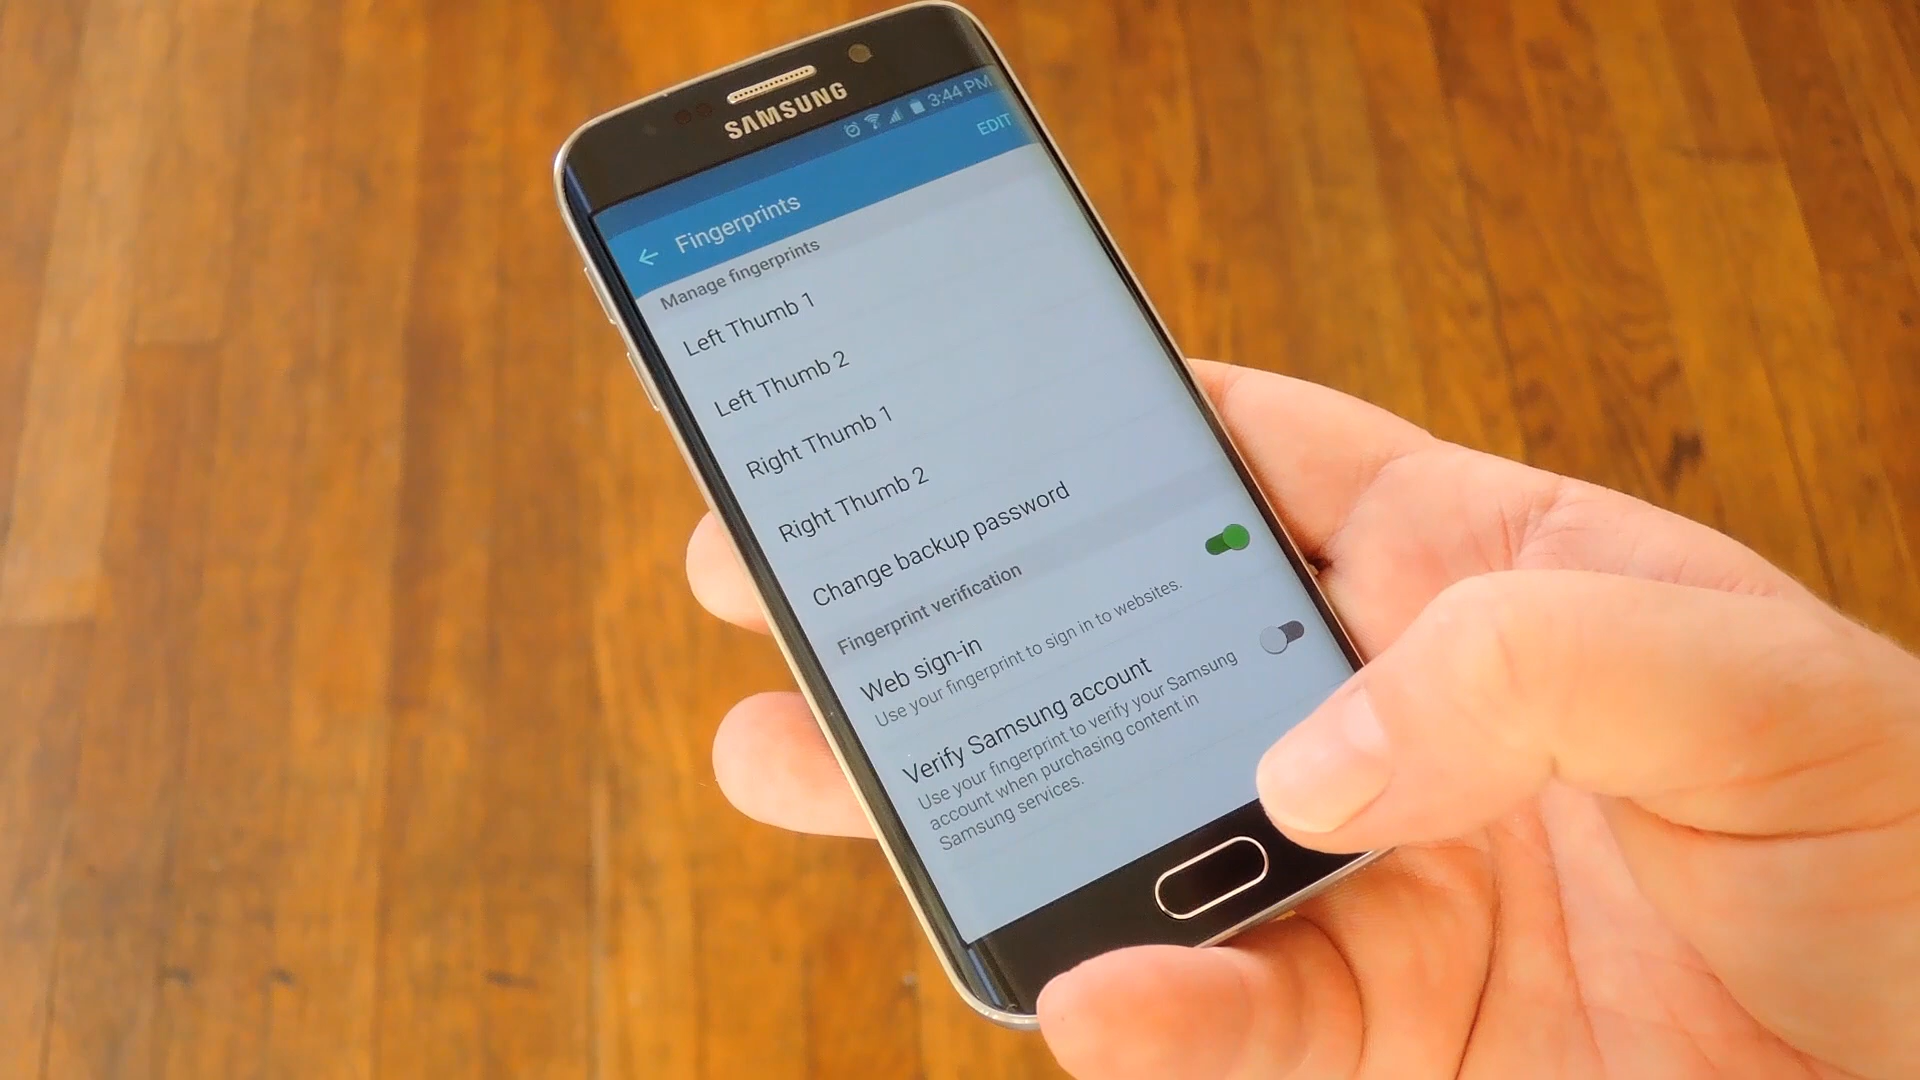 SAMSUNG
3:44 PM
Fingerprints
EDIT
Manage fingerprints
Left Thumb 1
Left Thumb 2
Right Thumb 1
Right Thumb 2
Change backup password
Fingerprint verification
Web sign-in
Use your fingerprint to sign in to websites.
Verify Samsung account
Use your fingerprint to verify your Samsung
account when purchasing content in
Samsung services.